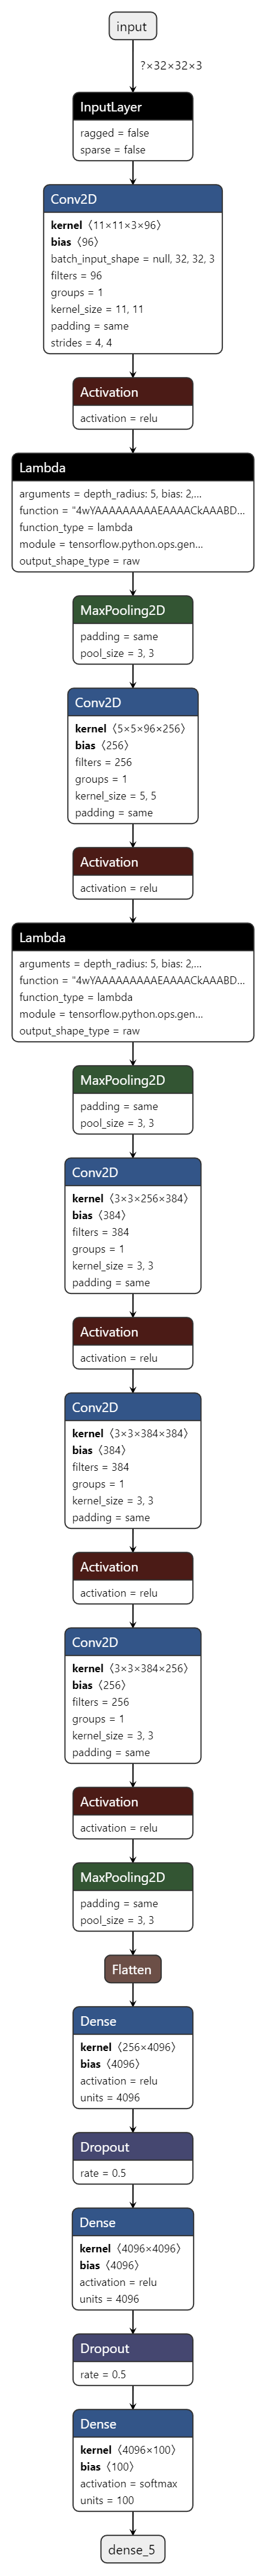 input
?×32×32×3
InputLayer
ragged = false
sparse = false
Conv2D
kernel 〈11×11×3×96〉
bias 〈96〉
batch_input_shape = null, 32, 32, 3
filters = 96
groups = 1
kernel_size = 11, 11
padding = same
strides = 4, 4
Activation
activation = relu
Lambda
arguments = depth_radius: 5, bias: 2,...
function = "4wYAAAAAAAAAEAAAACkAAABD...
function_type = lambda
module = tensorflow.python.ops.gen...
output_shape_type = raw
MaxPooling2D
padding = same
pool_size = 3, 3
Conv2D
kernel 〈5×5×96×256〉
bias 〈256〉
filters = 256
groups = 1
kernel_size = 5, 5
padding = same
Activation
activation = relu
Lambda
arguments = depth_radius: 5, bias: 2,...
function = "4wYAAAAAAAAAEAAAACkAAABD...
function_type = lambda
module = tensorflow.python.ops.gen...
output_shape_type = raw
MaxPooling2D
padding = same
pool_size = 3, 3
Conv2D
kernel 〈3×3×256×384〉
bias 〈384〉
filters = 384
groups = 1
kernel_size = 3, 3
padding = same
Activation
activation = relu
Conv2D
kernel 〈3×3×384×384〉
bias 〈384〉
filters = 384
groups = 1
kernel_size = 3, 3
padding = same
Activation
activation = relu
Conv2D
kernel 〈3×3×384×256〉
bias 〈256〉
filters = 256
groups = 1
kernel_size = 3, 3
padding = same
Activation
activation = relu
MaxPooling2D
padding = same
pool_size = 3, 3
Flatten
Dense
kernel 〈256×4096〉
bias 〈4096〉
activation = relu
units = 4096
Dropout
rate = 0.5
Dense
kernel 〈4096×4096〉
bias 〈4096〉
activation = relu
units = 4096
Dropout
rate = 0.5
Dense
kernel 〈4096×100〉
bias 〈100〉
activation = softmax
units = 100
dense_5